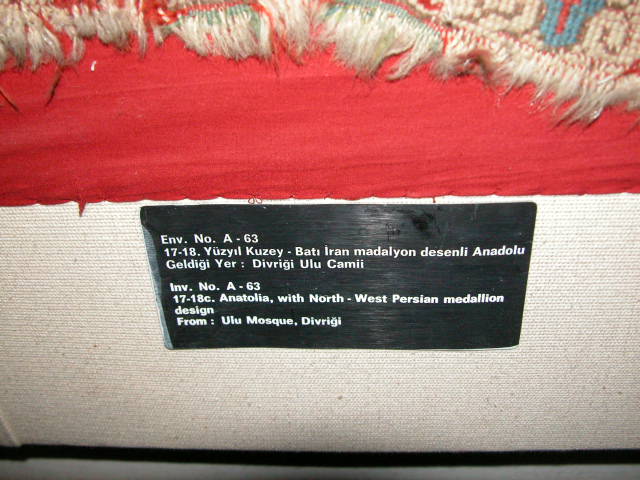 Env. No. A - 63
17-18. Yüzyıl Kuzey - Batı İran madalyon desenli Anadolu
Geldiği Yer : Divriği Ulu Camii
Inv. No. A - 63
17-18c. Anatolia, with North - West Persian medallion
design
From : Ulu Mosque, Divriği